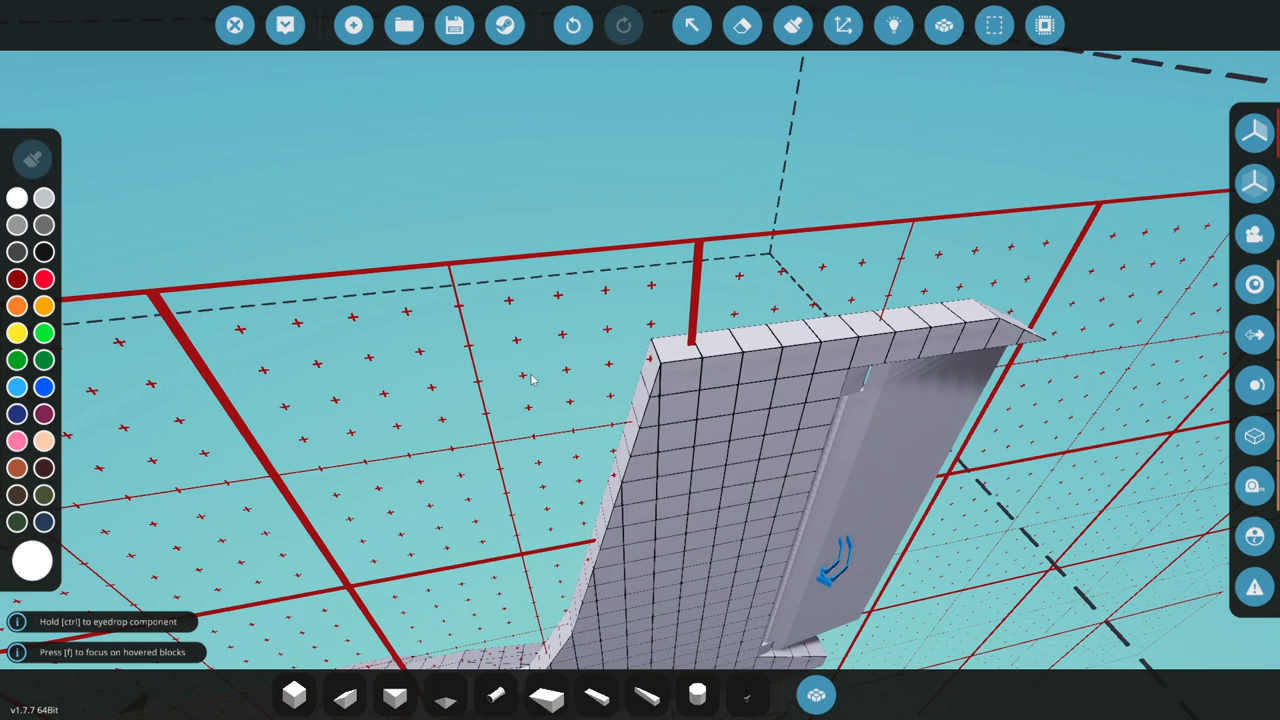 Hold [ctrl] to eyedrop component
Press [f] to focus on hovered blocks
v1.7.7 64Bit